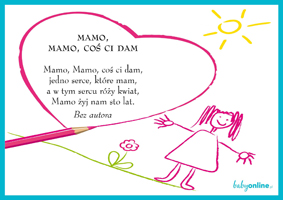 MAMO,
MAMO, COŚ CI DAM
Mamo, Mamo, coś ci dam,
jedno serce, które mam,
a w tym sercu róży kwiat,
Mamo żyj nam sto lat.
Bez autora
babyonline.pl